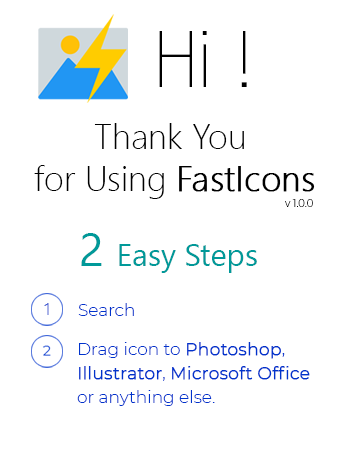 Hi !
Thank You
for Using FastIcons
v 1.0.0
2 Easy Steps
1 Search
2 Drag icon to Photoshop,
Illustrator, Microsoft Office
or anything else.